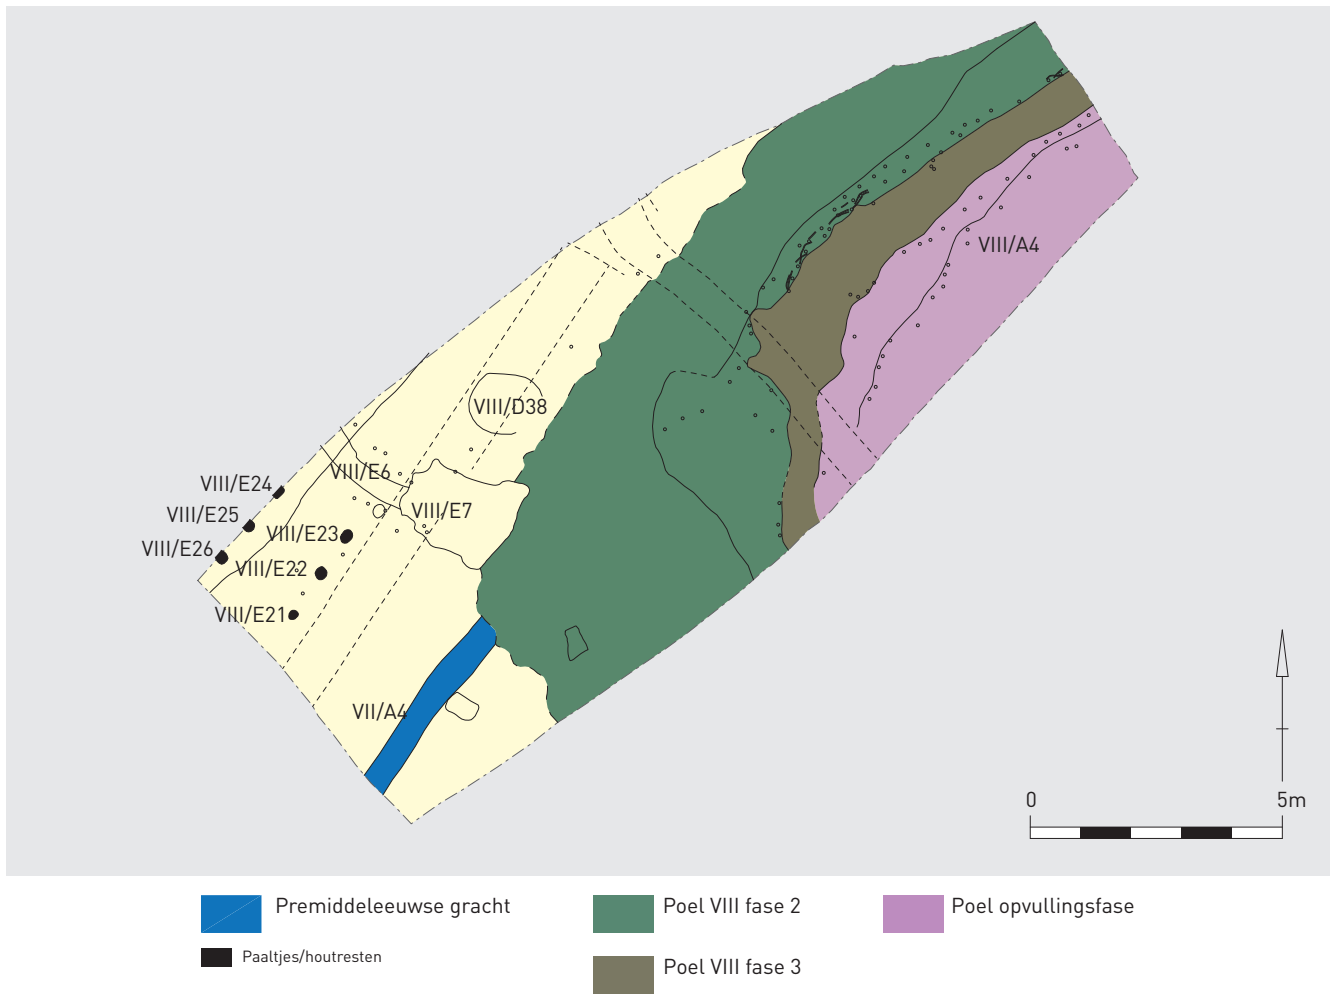 VIII/A4
VIII/D38
VIII/E6
VIII/E24
VIII/E7
VIII/E25
VIII/E23
VIII/E26
VIII/E22
VIII/E21
VII/A4
0 5m
Premiddeleeuwse gracht
Poel VIII fase 2
Poel opvullingsfase
Paaltjes/houtresten
Poel VIII fase 3